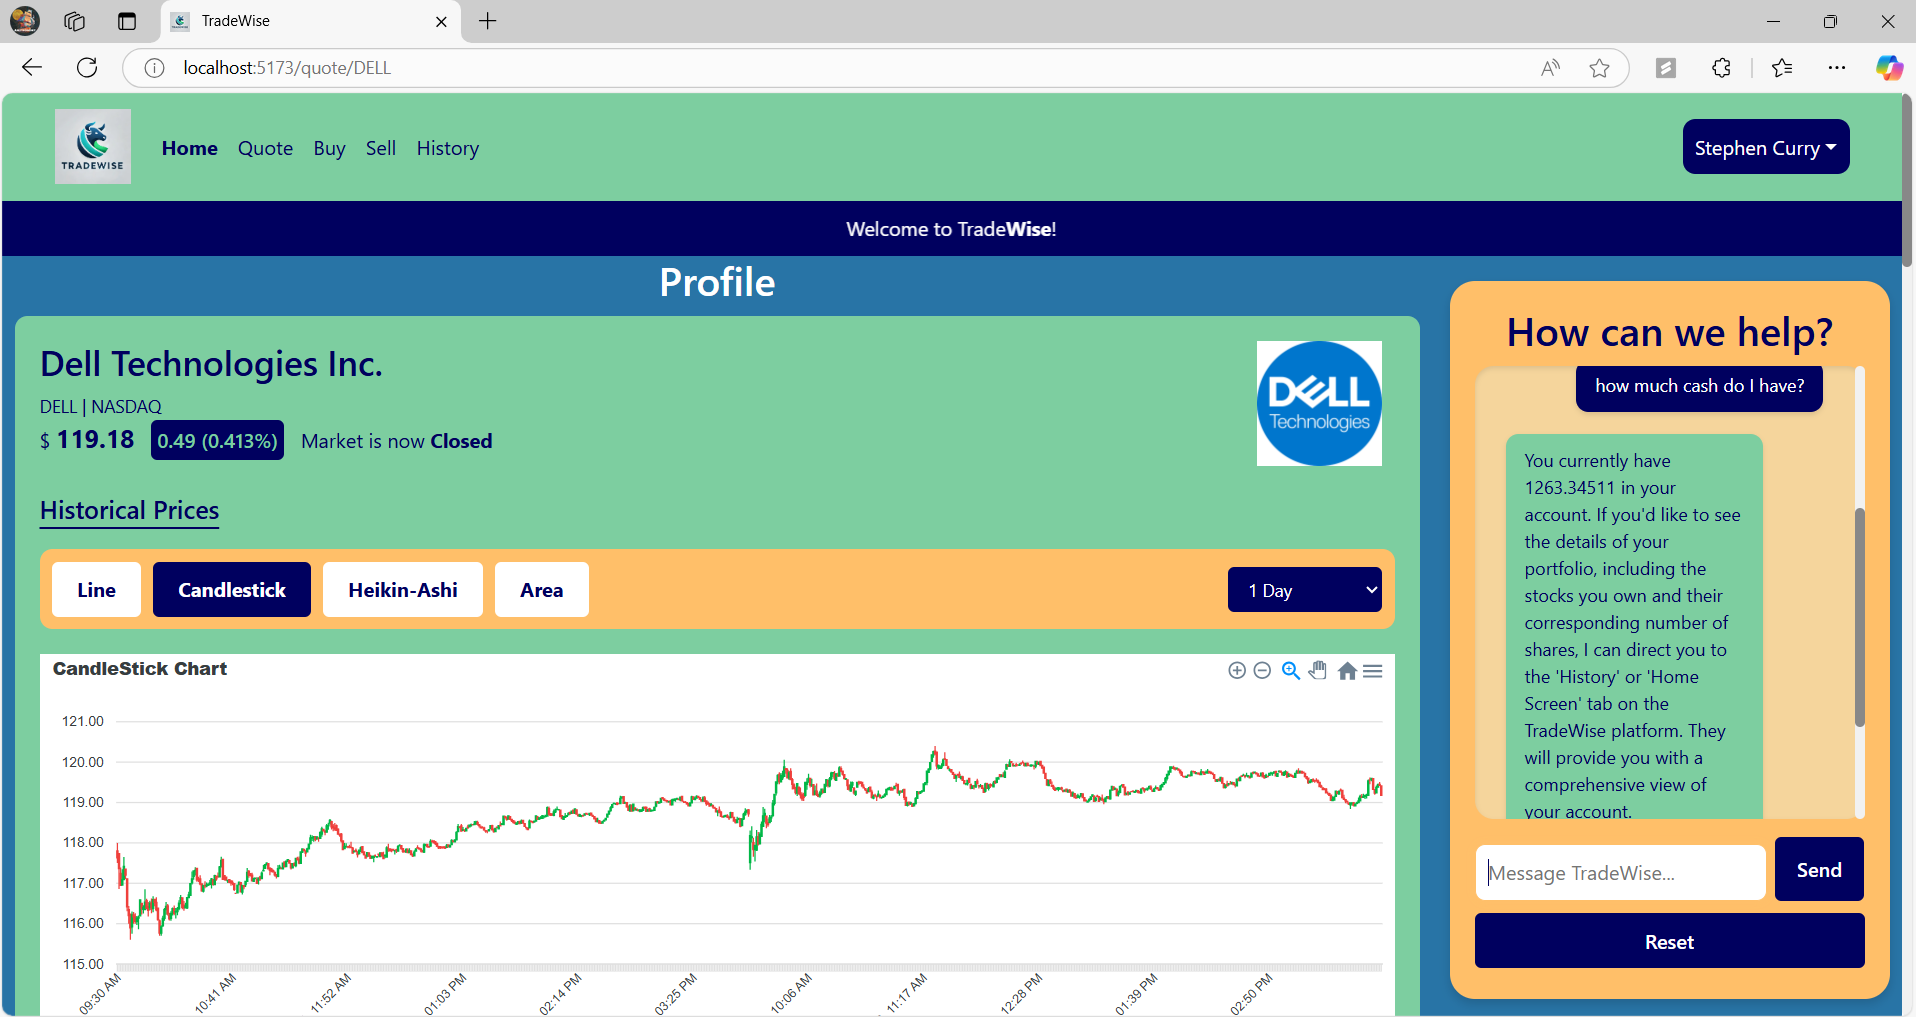 TradeWise
localhost:5173/quote/DELL
TRADEWISE
Home Quote Buy Sell History
Stephen Curry
Welcome to TradeWise!
Profile
Dell Technologies Inc.
DELL | NASDAQ
$ 119.18 0.49 (0.413%) Market is now Closed
DELL
Technologies
Historical Prices
Line Candlestick Heikin-Ashi Area
1 Day
CandleStick Chart
121.00
120.00
119.00
118.00
117.00
116.00
115.00
09:30 AM 10:41 AM 11:52 AM 01:03 PM 02:14 PM 03:25 PM 10:06 AM 11:17 AM 12:28 PM 01:39 PM 02:50 PM
How can we help?
how much cash do I have?
You currently have
1263.34511 in your
account. If you'd like to see
the details of your
portfolio, including the
stocks you own and their
corresponding number of
shares, I can direct you to
the 'History' or 'Home
Screen' tab on the
TradeWise platform. They
will provide you with a
comprehensive view of
your account.
Message TradeWise...
Send
Reset